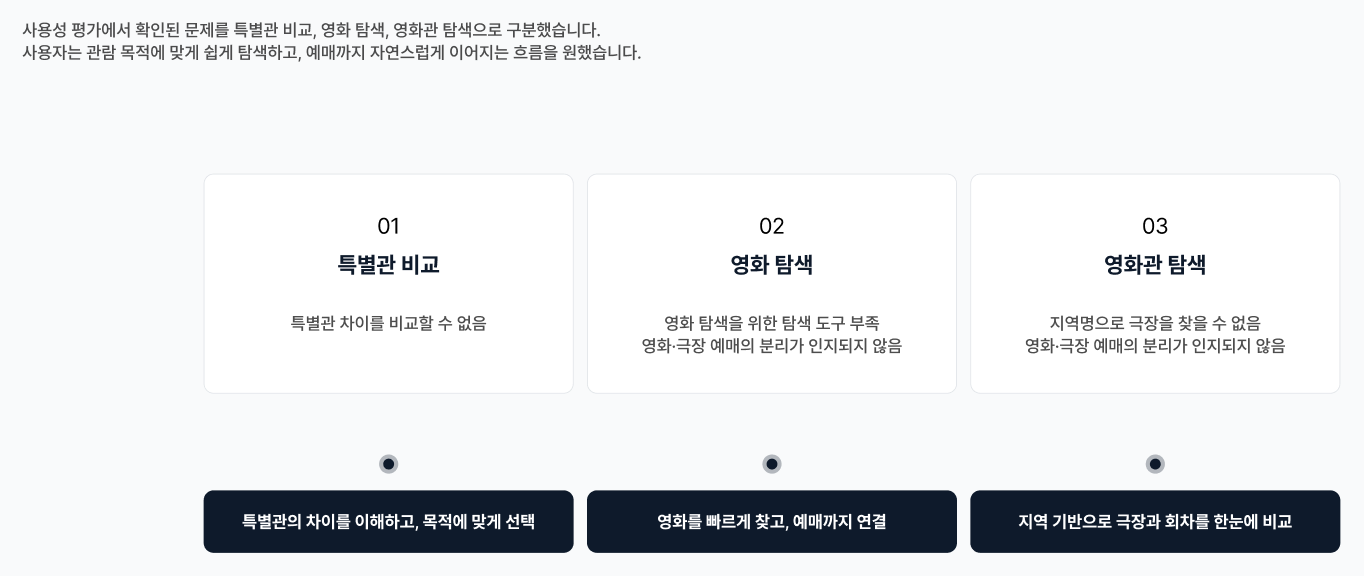 사용성 평가에서 확인된 문제를 특별관 비교, 영화 탐색, 영화관 탐색으로 구분했습니다.
사용자는 관람 목적에 맞게 쉽게 탐색하고, 예매까지 자연스럽게 이어지는 흐름을 원했습니다.
01
특별관 비교
특별관 차이를 비교할 수 없음
02
영화 탐색
영화 탐색을 위한 탐색 도구 부족
영화·극장 예매의 분리가 인지되지 않음
03
영화관 탐색
지역명으로 극장을 찾을 수 없음
영화·극장 예매의 분리가 인지되지 않음
특별관의 차이를 이해하고, 목적에 맞게 선택
영화를 빠르게 찾고, 예매까지 연결
지역 기반으로 극장과 회차를 한눈에 비교